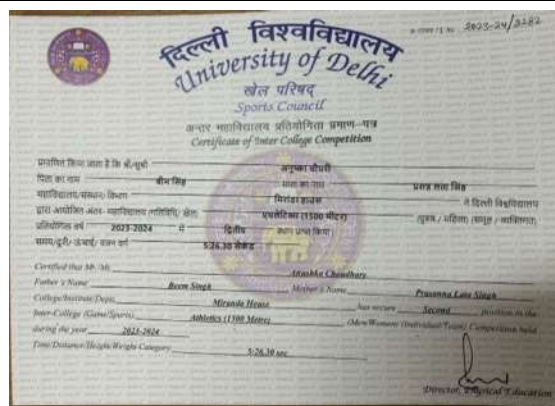 क्रमांक / S. No. 2023-24/3282
दिल्ली विश्वविद्यालय
University of Delhi
खेल परिषद्
Sports Council
अन्तर महाविद्यालय प्रतियोगिता प्रमाण-पत्र
Certificate of Inter College Competition
प्रमाणित किया जाता है कि श्री/सुश्री अनुष्का चौधरी
पिता का नाम बीम सिंह माता का नाम प्रसन्न लता सिंह
महाविद्यालय/संस्थान/विभाग मिरांडा हाउस ने दिल्ली विश्वविद्यालय
द्वारा आयोजित अंतर-महाविद्यालय (गतिविधि/खेल) एथलेटिक्स (1500 मीटर) (पुरुष / महिला) (समूह / व्यक्तिगत)
प्रतियोगिता वर्ष 2023-2024 में द्वितीय स्थान प्राप्त किया।
समय/दूरी/ऊंचाई/वजन वर्ग 5:26.30 सेकंड
Certified that Mr./Ms. Anushka Choudhary
Father's Name Beem Singh Mother's Name Prasanna Lata Singh
College/Institute/Deptt. Miranda House has secure Second position in the
Inter-College (Game/Sports) Athletics (1500 Metre) (Men/Women) (Individual/Team) Competition held
during the year 2023-2024
Time/Distance/Height/Weight Category 5:26.30 sec
Director, Physical Education